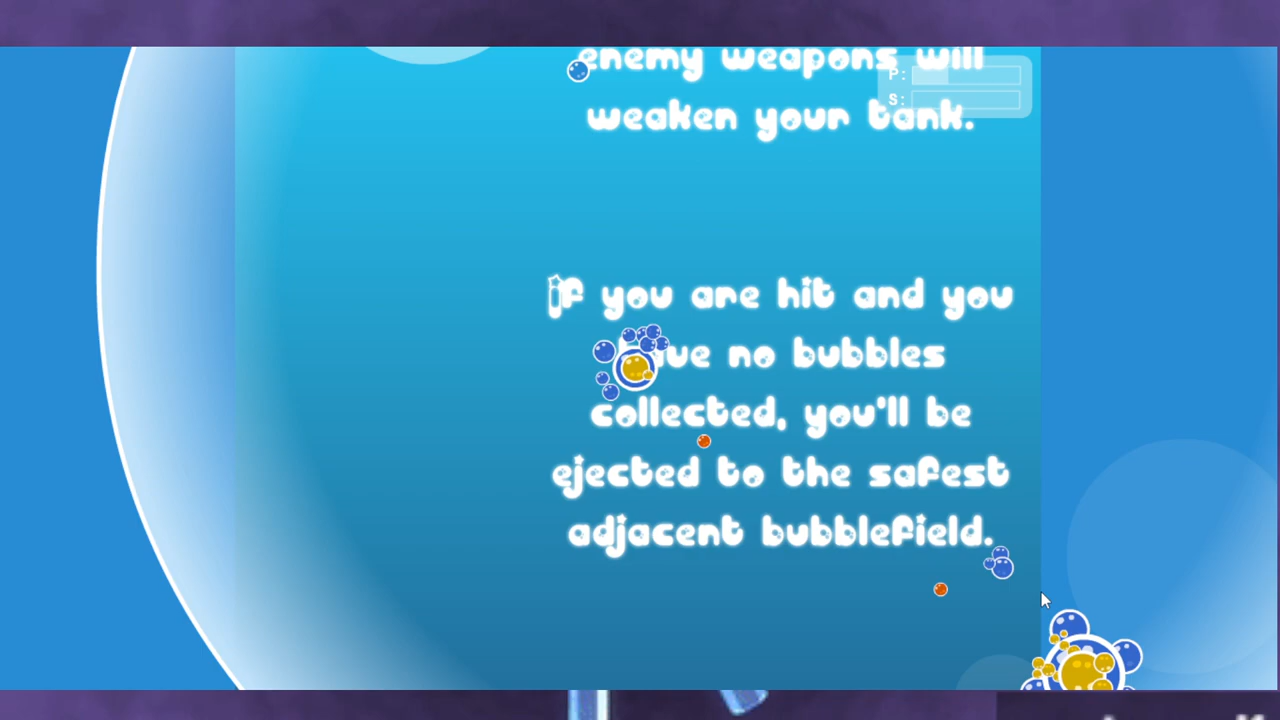 enemy weapons will
P:
S:
weaken your tank.
If you are hit and you
have no bubbles
collected, you'll be
ejected to the safest
adjacent bubblefield.